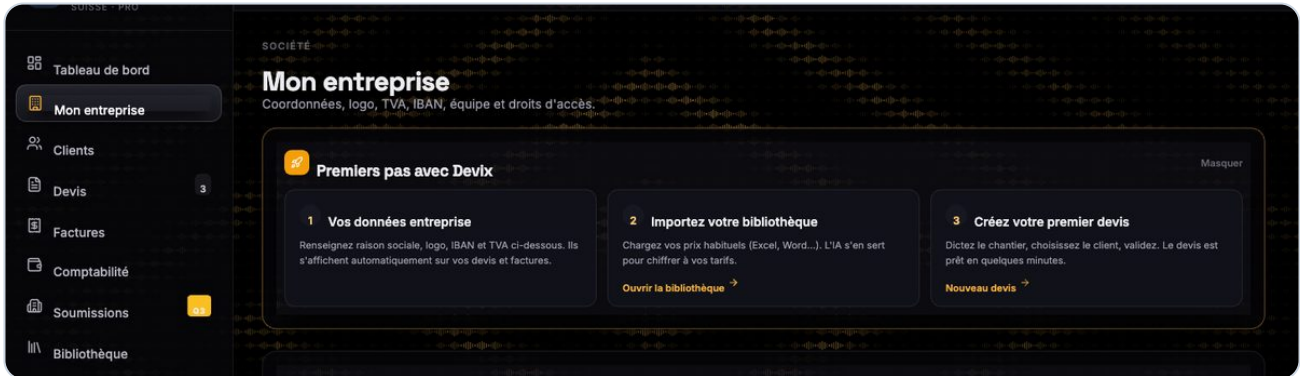 SUISSE · PRO
Tableau de bord
Mon entreprise
Clients
Devis 3
Factures
Comptabilité
Soumissions 03
Bibliothèque
SOCIÉTÉ
Mon entreprise
Coordonnées, logo, TVA, IBAN, équipe et droits d'accès.
Premiers pas avec Devix
Masquer
1 Vos données entreprise
Renseignez raison sociale, logo, IBAN et TVA ci-dessous. Ils
s'affichent automatiquement sur vos devis et factures.
2 Importez votre bibliothèque
Chargez vos prix habituels (Excel, Word...). L'IA s'en sert
pour chiffrer à vos tarifs.
Ouvrir la bibliothèque →
3 Créez votre premier devis
Dictez le chantier, choisissez le client, validez. Le devis est
prêt en quelques minutes.
Nouveau devis →